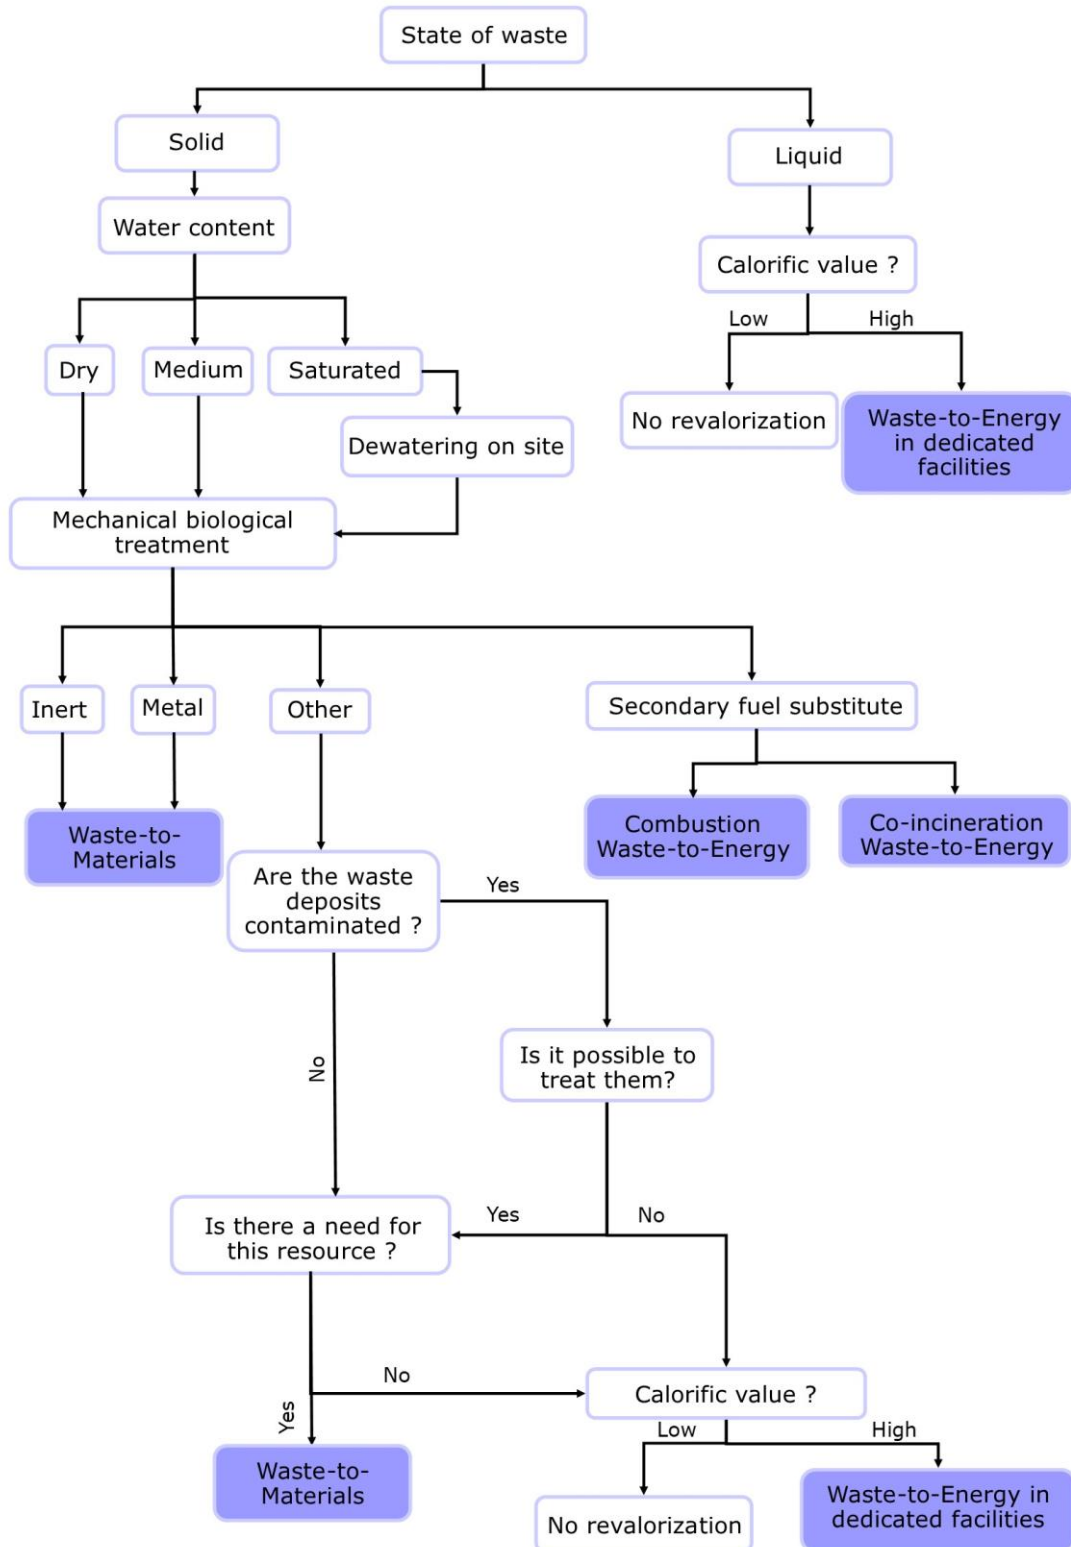 State of waste
Solid
Liquid
Water content
Calorific value ?
Low
High
Dry
Medium
Saturated
No revalorization
Waste-to-Energy
in dedicated
facilities
Dewatering on site
Mechanical biological
treatment
Inert
Metal
Other
Secondary fuel substitute
Waste-to-
Materials
Combustion
Waste-to-Energy
Co-incineration
Waste-to-Energy
Are the waste
deposits
contaminated ?
Yes
No
Is it possible to
treat them?
Is there a need for
this resource ?
Yes
No
No
Yes
Calorific value ?
Low
High
Waste-to-
Materials
No revalorization
Waste-to-Energy in
dedicated facilities